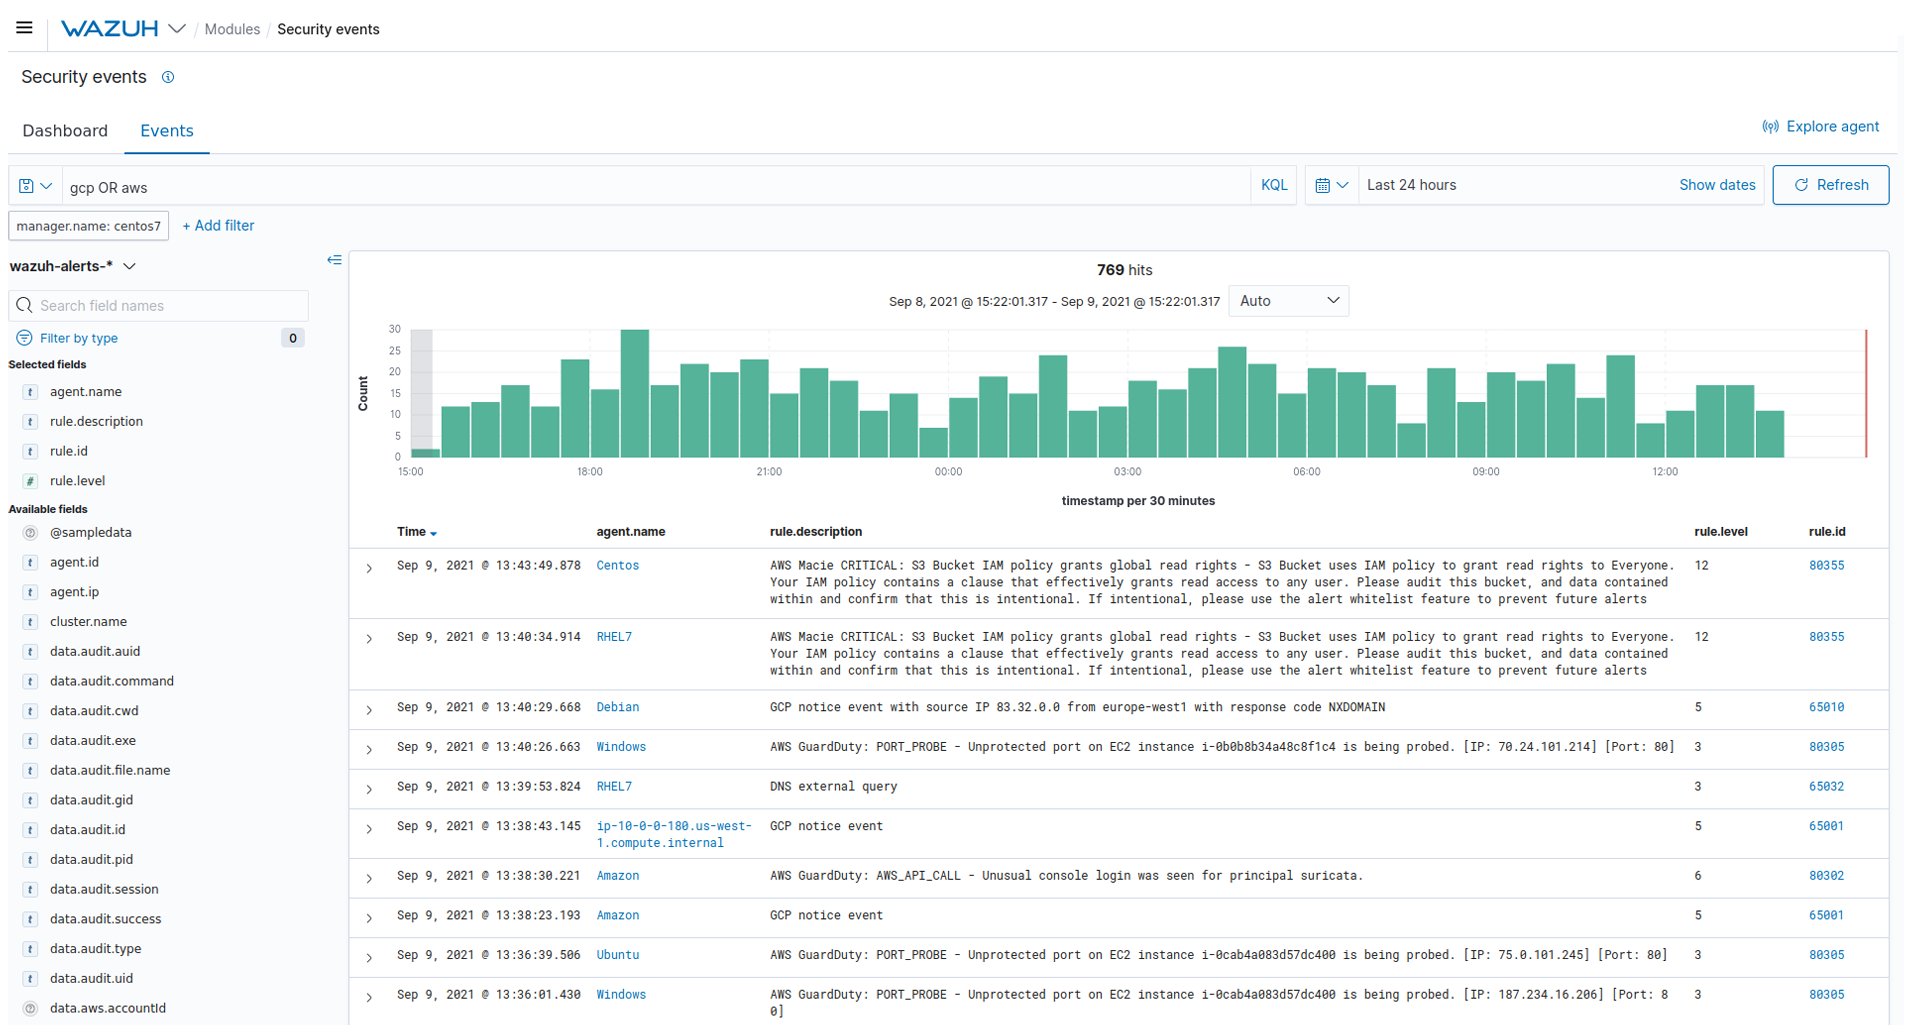 WAZUH / Modules / Security events
Security events
Dashboard Events
Explore agent
gcp OR aws KQL Last 24 hours Show dates Refresh
manager.name: centos7 + Add filter
wazuh-alerts-*
Search field names
Filter by type 0
Selected fields
t agent.name
t rule.description
t rule.id
# rule.level
Available fields
@sampledata
t agent.id
t agent.ip
t cluster.name
t data.audit.auid
t data.audit.command
t data.audit.cwd
t data.audit.exe
t data.audit.file.name
t data.audit.gid
t data.audit.id
t data.audit.pid
t data.audit.session
t data.audit.success
t data.audit.type
t data.audit.uid
data.aws.accountId
769 hits
Sep 8, 2021 @ 15:22:01.317 - Sep 9, 2021 @ 15:22:01.317 Auto
Count
30
25
20
15
10
5
0
15:00 18:00 21:00 00:00 03:00 06:00 09:00 12:00
timestamp per 30 minutes
Time agent.name rule.description rule.level rule.id
Sep 9, 2021 @ 13:43:49.878 Centos AWS Macie CRITICAL: S3 Bucket IAM policy grants global read rights - S3 Bucket uses IAM policy to grant read rights to Everyone. 12 80355
Your IAM policy contains a clause that effectively grants read access to any user. Please audit this bucket, and data contained
within and confirm that this is intentional. If intentional, please use the alert whitelist feature to prevent future alerts
Sep 9, 2021 @ 13:40:34.914 RHEL7 AWS Macie CRITICAL: S3 Bucket IAM policy grants global read rights - S3 Bucket uses IAM policy to grant read rights to Everyone. 12 80355
Your IAM policy contains a clause that effectively grants read access to any user. Please audit this bucket, and data contained
within and confirm that this is intentional. If intentional, please use the alert whitelist feature to prevent future alerts
Sep 9, 2021 @ 13:40:29.668 Debian GCP notice event with source IP 83.32.0.0 from europe-west1 with response code NXDOMAIN 5 65010
Sep 9, 2021 @ 13:40:26.663 Windows AWS GuardDuty: PORT_PROBE - Unprotected port on EC2 instance i-0b0b8b34a48c8f1c4 is being probed. [IP: 70.24.101.214] [Port: 80] 3 80305
Sep 9, 2021 @ 13:39:53.824 RHEL7 DNS external query 3 65032
Sep 9, 2021 @ 13:38:43.145 ip-10-0-0-180.us-west- GCP notice event 5 65001
1.compute.internal
Sep 9, 2021 @ 13:38:30.221 Amazon AWS GuardDuty: AWS_API_CALL - Unusual console login was seen for principal suricata. 6 80302
Sep 9, 2021 @ 13:38:23.193 Amazon GCP notice event 5 65001
Sep 9, 2021 @ 13:36:39.506 Ubuntu AWS GuardDuty: PORT_PROBE - Unprotected port on EC2 instance i-0cab4a083d57dc400 is being probed. [IP: 75.0.101.245] [Port: 80] 3 80305
Sep 9, 2021 @ 13:36:01.430 Windows AWS GuardDuty: PORT_PROBE - Unprotected port on EC2 instance i-0cab4a083d57dc400 is being probed. [IP: 187.234.16.206] [Port: 8 3 80305
0]